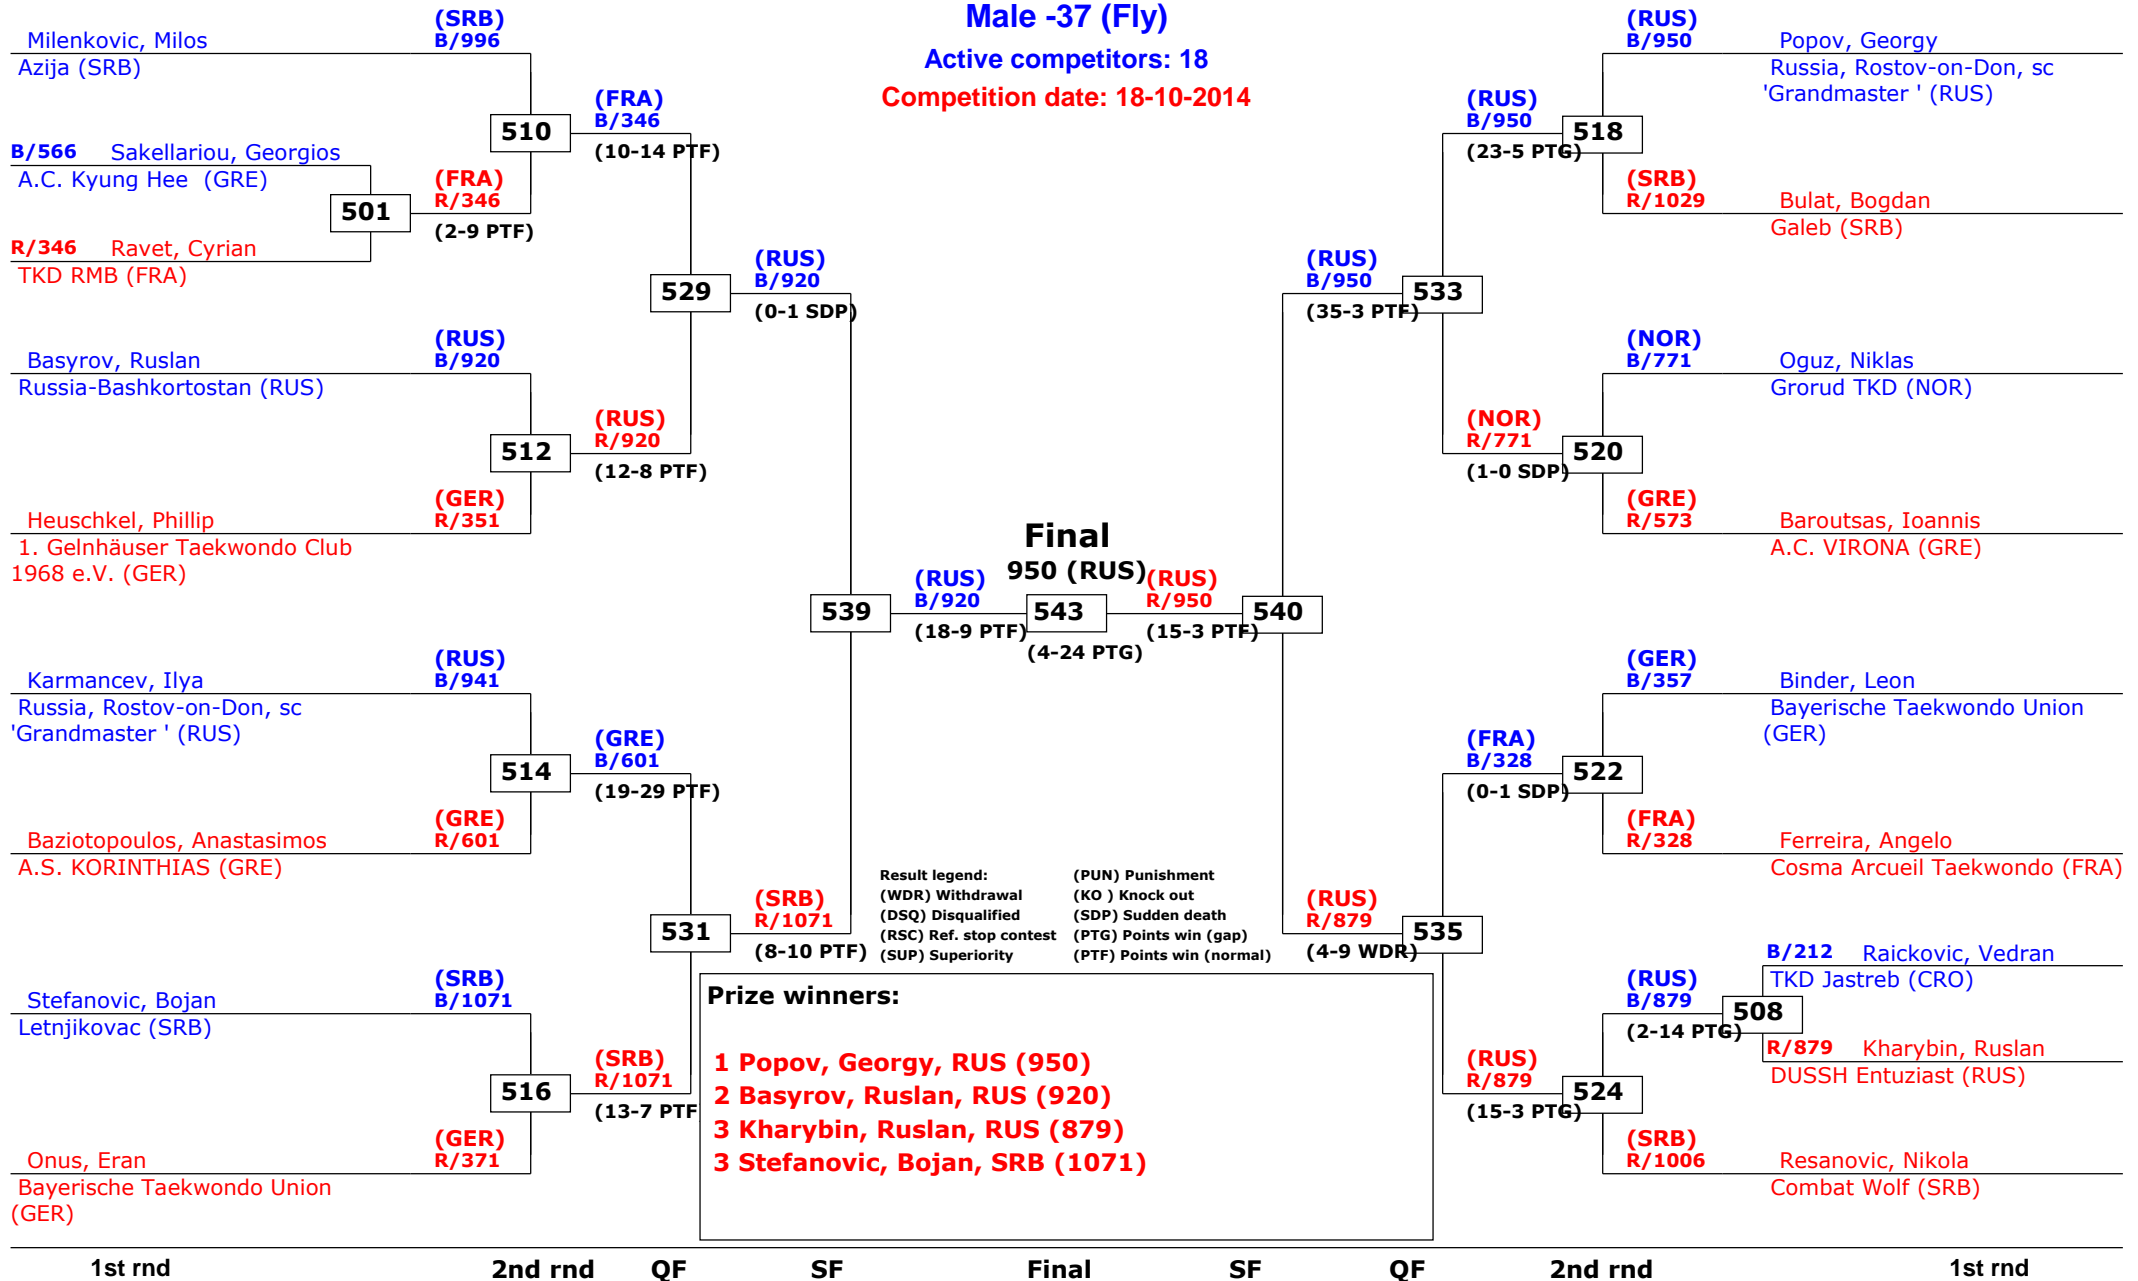 Male -37 (Fly)
Active competitors: 18
Competition date: 18-10-2014
Milenkovic, Milos
Azija (SRB)
(SRB)
B/996
B/566 Sakellariou, Georgios
A.C. Kyung Hee (GRE)
501
R/346 Ravet, Cyrian
TKD RMB (FRA)
(FRA)
R/346
(2-9 PTF)
510
(FRA)
B/346
(10-14 PTF)
Basyrov, Ruslan
Russia-Bashkortostan (RUS)
(RUS)
B/920
512
Heuschkel, Phillip
1. Gelnhäuser Taekwondo Club
1968 e.V. (GER)
(GER)
R/351
(RUS)
R/920
(12-8 PTF)
529
(RUS)
B/920
(0-1 SDP)
Karmancev, Ilya
Russia, Rostov-on-Don, sc
'Grandmaster ' (RUS)
(RUS)
B/941
514
Baziotopoulos, Anastasimos
A.S. KORINTHIAS (GRE)
(GRE)
R/601
(GRE)
B/601
(19-29 PTF)
531
(SRB)
R/1071
(8-10 PTF)
Stefanovic, Bojan
Letnjikovac (SRB)
(SRB)
B/1071
516
Onus, Eran
Bayerische Taekwondo Union
(GER)
(GER)
R/371
(SRB)
R/1071
(13-7 PTF
539
(RUS)
B/920
(18-9 PTF)
Final
950 (RUS)
543
(4-24 PTG)
(RUS)
R/950
(15-3 PTF)
540
(RUS)
B/950
(35-3 PTF)
533
(RUS)
B/950
(23-5 PTG)
518
(RUS)
B/950
Popov, Georgy
Russia, Rostov-on-Don, sc
'Grandmaster ' (RUS)
(SRB)
R/1029
Bulat, Bogdan
Galeb (SRB)
(NOR)
R/771
(1-0 SDP)
520
(NOR)
B/771
Oguz, Niklas
Grorud TKD (NOR)
(GRE)
R/573
Baroutsas, Ioannis
A.C. VIRONA (GRE)
(GER)
B/357
Binder, Leon
Bayerische Taekwondo Union
(GER)
(FRA)
B/328
(0-1 SDP)
522
(FRA)
R/328
Ferreira, Angelo
Cosma Arcueil Taekwondo (FRA)
(RUS)
R/879
(4-9 WDR)
535
B/212 Raickovic, Vedran
TKD Jastreb (CRO)
(RUS)
B/879
(2-14 PTG)
508
R/879 Kharybin, Ruslan
DUSSH Entuziast (RUS)
(RUS)
R/879
(15-3 PTG)
524
(SRB)
R/1006
Resanovic, Nikola
Combat Wolf (SRB)
Result legend:
(WDR) Withdrawal
(DSQ) Disqualified
(RSC) Ref. stop contest
(SUP) Superiority
(PUN) Punishment
(KO ) Knock out
(SDP) Sudden death
(PTG) Points win (gap)
(PTF) Points win (normal)
Prize winners:
1 Popov, Georgy, RUS (950)
2 Basyrov, Ruslan, RUS (920)
3 Kharybin, Ruslan, RUS (879)
3 Stefanovic, Bojan, SRB (1071)
1st rnd 2nd rnd QF SF Final SF QF 2nd rnd 1st rnd